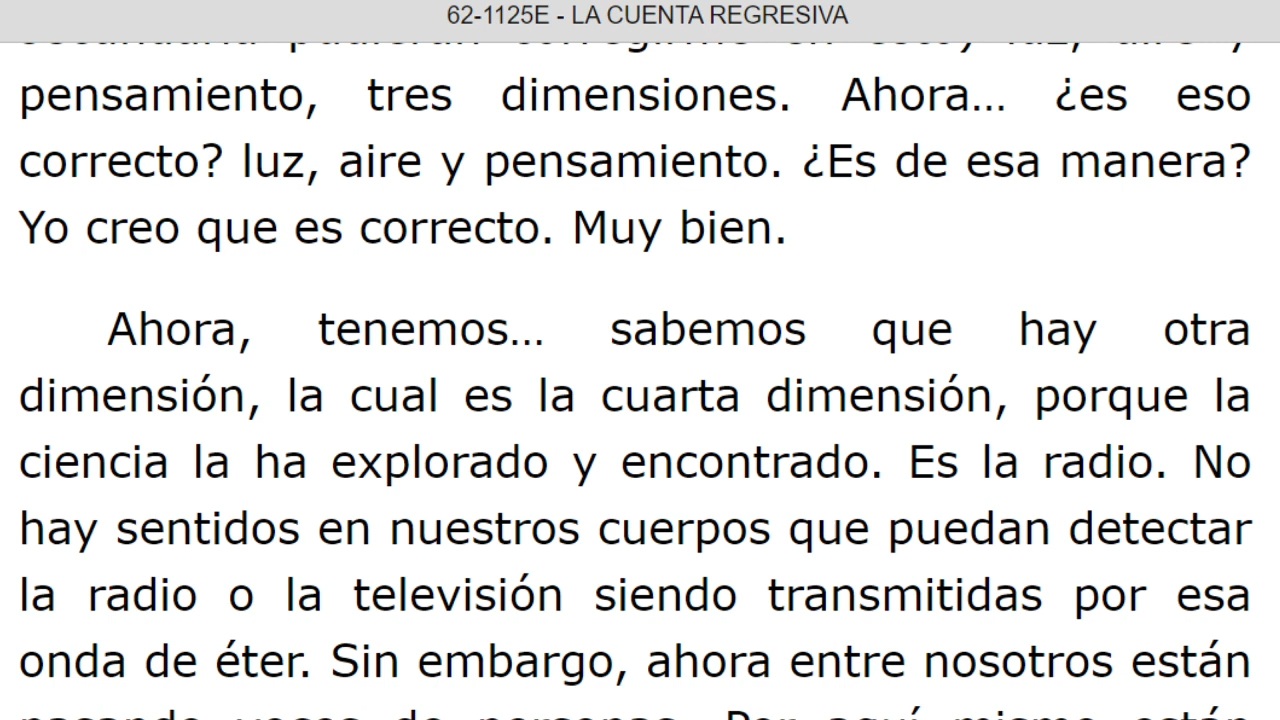 62-1125E - LA CUENTA REGRESIVA
pensamiento, tres dimensiones. Ahora... ¿es eso
correcto? luz, aire y pensamiento. ¿Es de esa manera?
Yo creo que es correcto. Muy bien.
Ahora, tenemos... sabemos que hay otra
dimensión, la cual es la cuarta dimensión, porque la
ciencia la ha explorado y encontrado. Es la radio. No
hay sentidos en nuestros cuerpos que puedan detectar
la radio o la televisión siendo transmitidas por esa
onda de éter. Sin embargo, ahora entre nosotros están